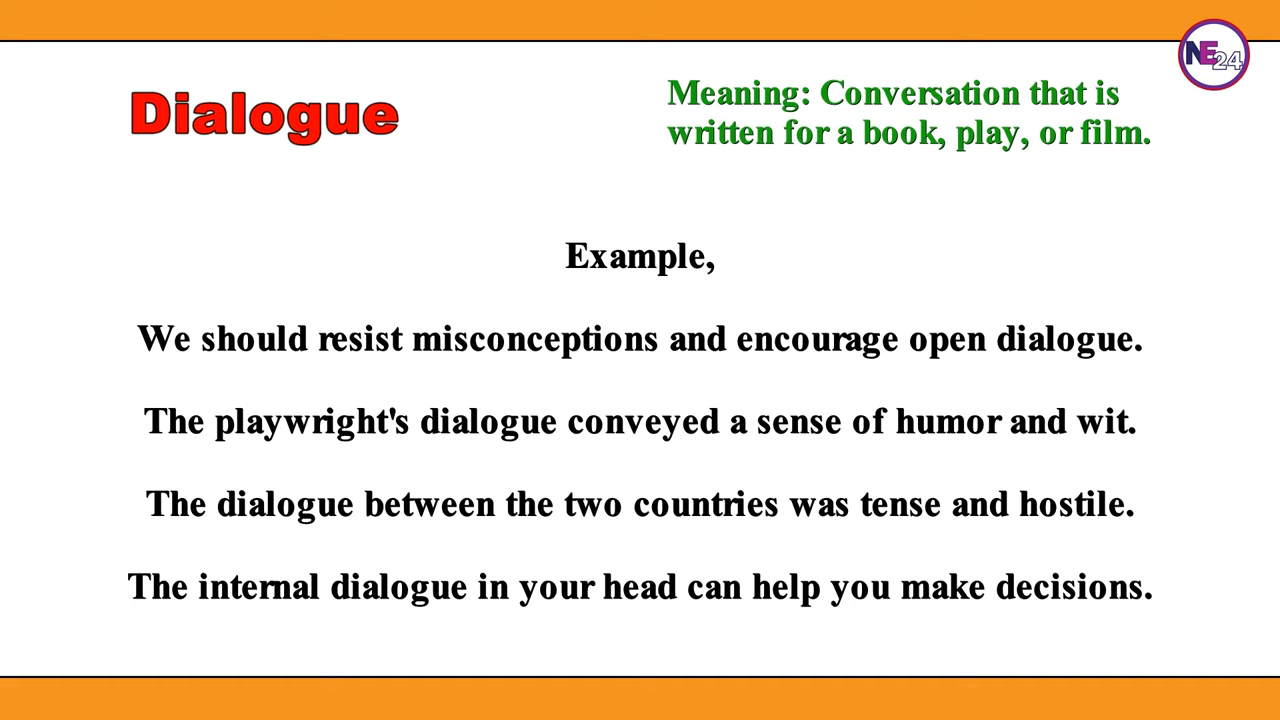 NE24
Dialogue
Meaning: Conversation that is
written for a book, play, or film.
Example,
We should resist misconceptions and encourage open dialogue.
The playwright's dialogue conveyed a sense of humor and wit.
The dialogue between the two countries was tense and hostile.
The internal dialogue in your head can help you make decisions.